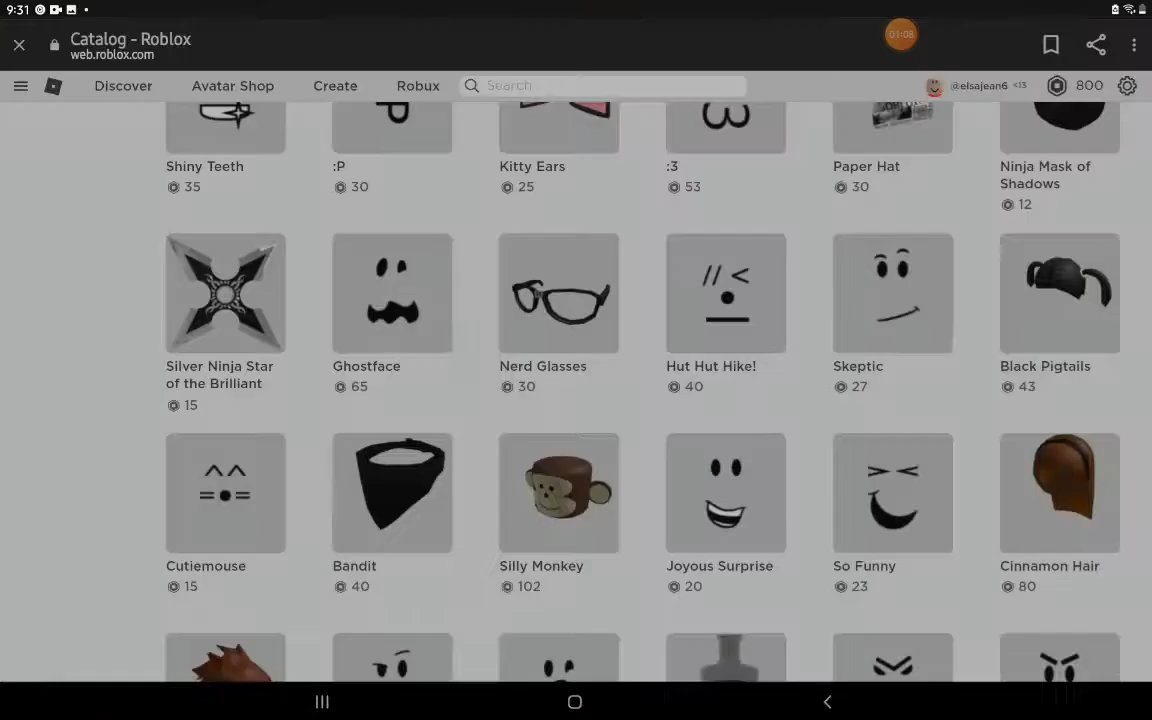 9:31
01:08
Catalog - Roblox
web.roblox.com
Discover Avatar Shop Create Robux Search @elsajean6 <13 800
Shiny Teeth :P Kitty Ears :3 Paper Hat Ninja Mask of
Shadows
35 30 25 53 30 12
Silver Ninja Star Ghostface Nerd Glasses Hut Hut Hike! Skeptic Black Pigtails
of the Brilliant
15 65 30 40 27 43
Cutiemouse Bandit Silly Monkey Joyous Surprise So Funny Cinnamon Hair
15 40 102 20 23 80